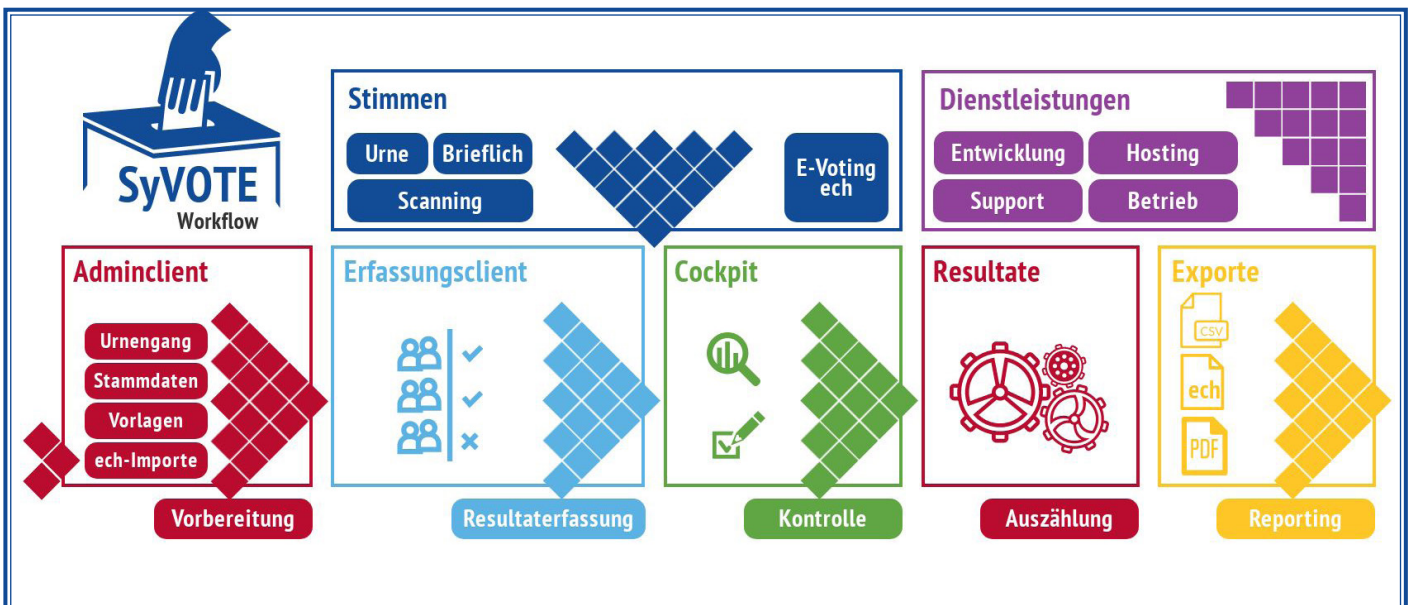 SyVOTE
Workflow
Stimmen
Urne
Brieflich
Scanning
E-Voting
ech
Dienstleistungen
Entwicklung
Hosting
Support
Betrieb
Adminclient
Urnengang
Stammdaten
Vorlagen
ech-Importe
Vorbereitung
Erfassungsclient
Resultaterfassung
Cockpit
Kontrolle
Resultate
Auszählung
Exporte
CSV
ech
PDF
Reporting